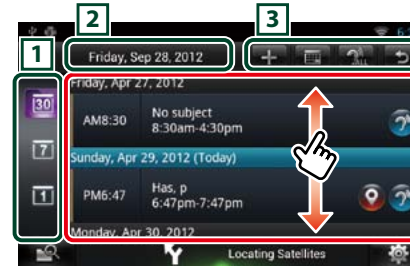 2
3
1
6:
Friday, Sep 28, 2012
Friday, Apr 27, 2012
30
AM8:30
No subject
8:30am-4:30pm
7
Sunday, Apr 29, 2012 (Today)
1
PM6:47
Has, p
6:47pm-7:47pm
Monday, Apr 30, 2012
Locating Satellites